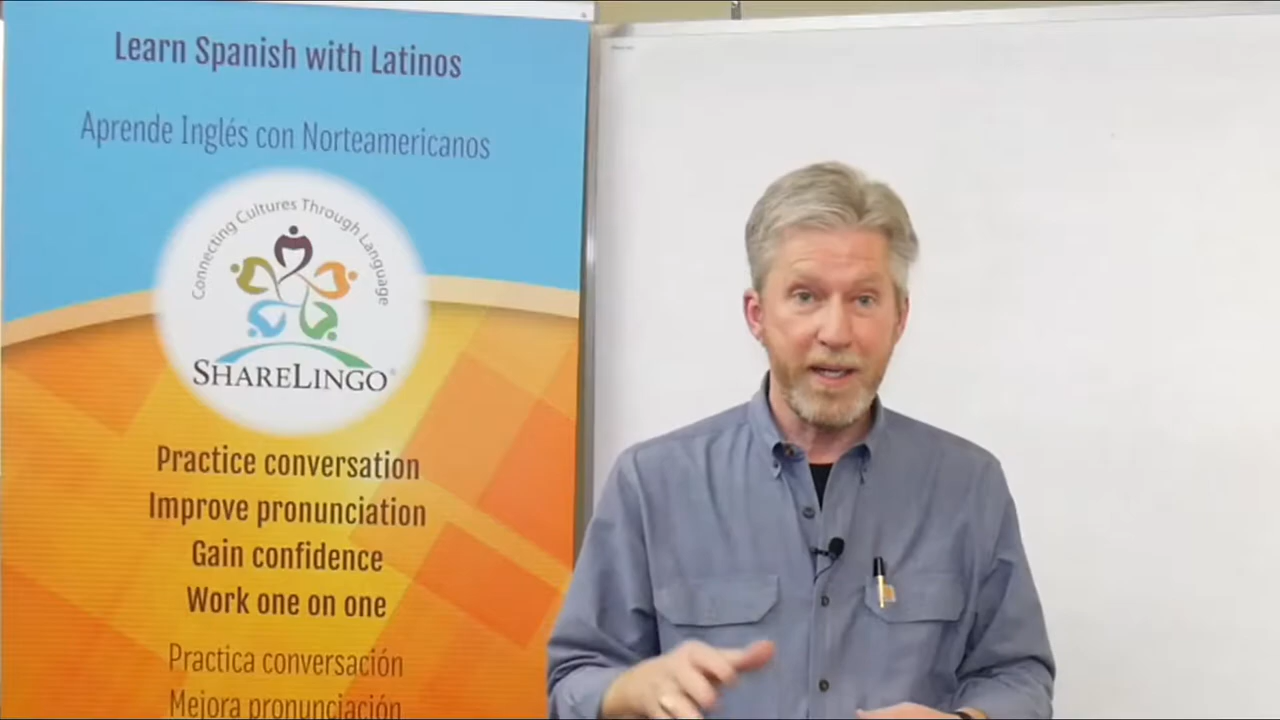 Learn Spanish with Latinos
Aprende Inglés con Norteamericanos
Connecting Cultures Through Language
SHARELINGO®
Practice conversation
Improve pronunciation
Gain confidence
Work one on one
Practica conversación
Mejora pronunciación